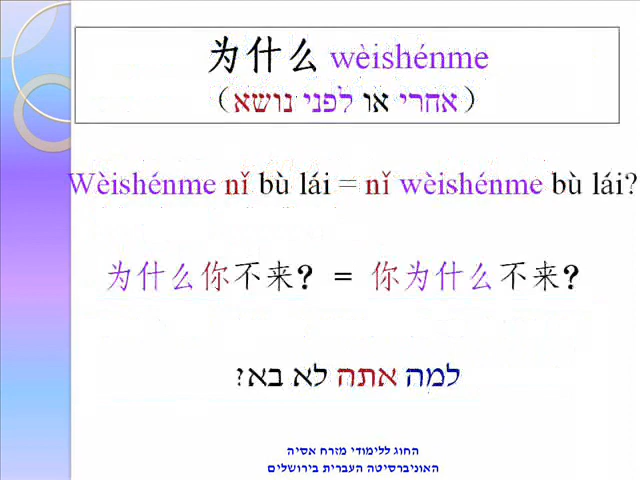 为什么 wèishénme
(אחרי או לפני נושא)
Wèishénme nǐ bù lái = nǐ wèishénme bù lái?
为什么你不来? = 你为什么不来?
למה אתה לא בא?
החוג ללימודי מזרח אסיה
האוניברסיטה העברית בירושלים